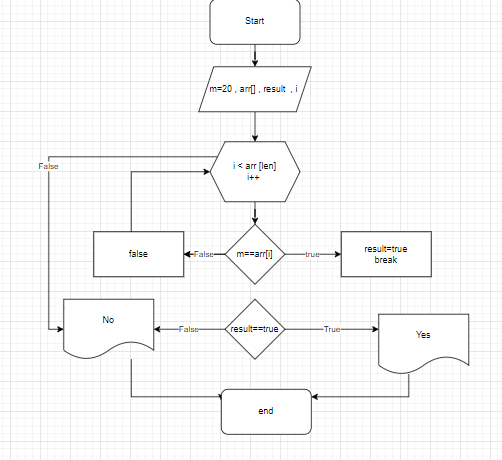 Start
m=20 , arr[] , result , i
i < arr [len]
i++
False
false
False
m==arr[i]
true
result=true
break
No
False
result==true
True
Yes
end